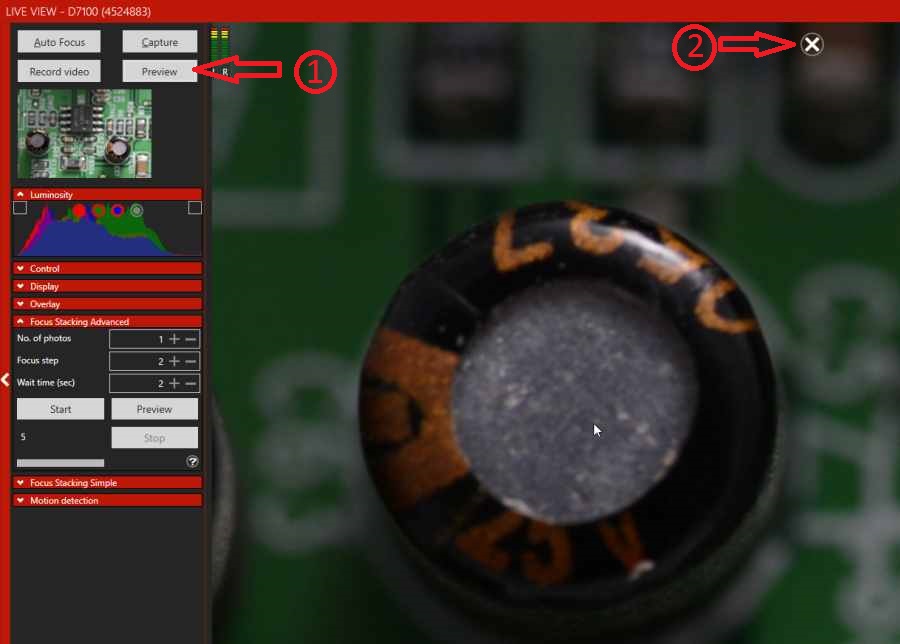 LIVE VIEW - D7100 (4524883)
Auto Focus
Capture
Record video
Preview
R
1
2
Luminosity
Control
Display
Overlay
Focus Stacking Advanced
No. of photos 1
Focus step 2
Wait time (sec) 2
Start
Preview
5
Stop
?
Focus Stacking Simple
Motion detection